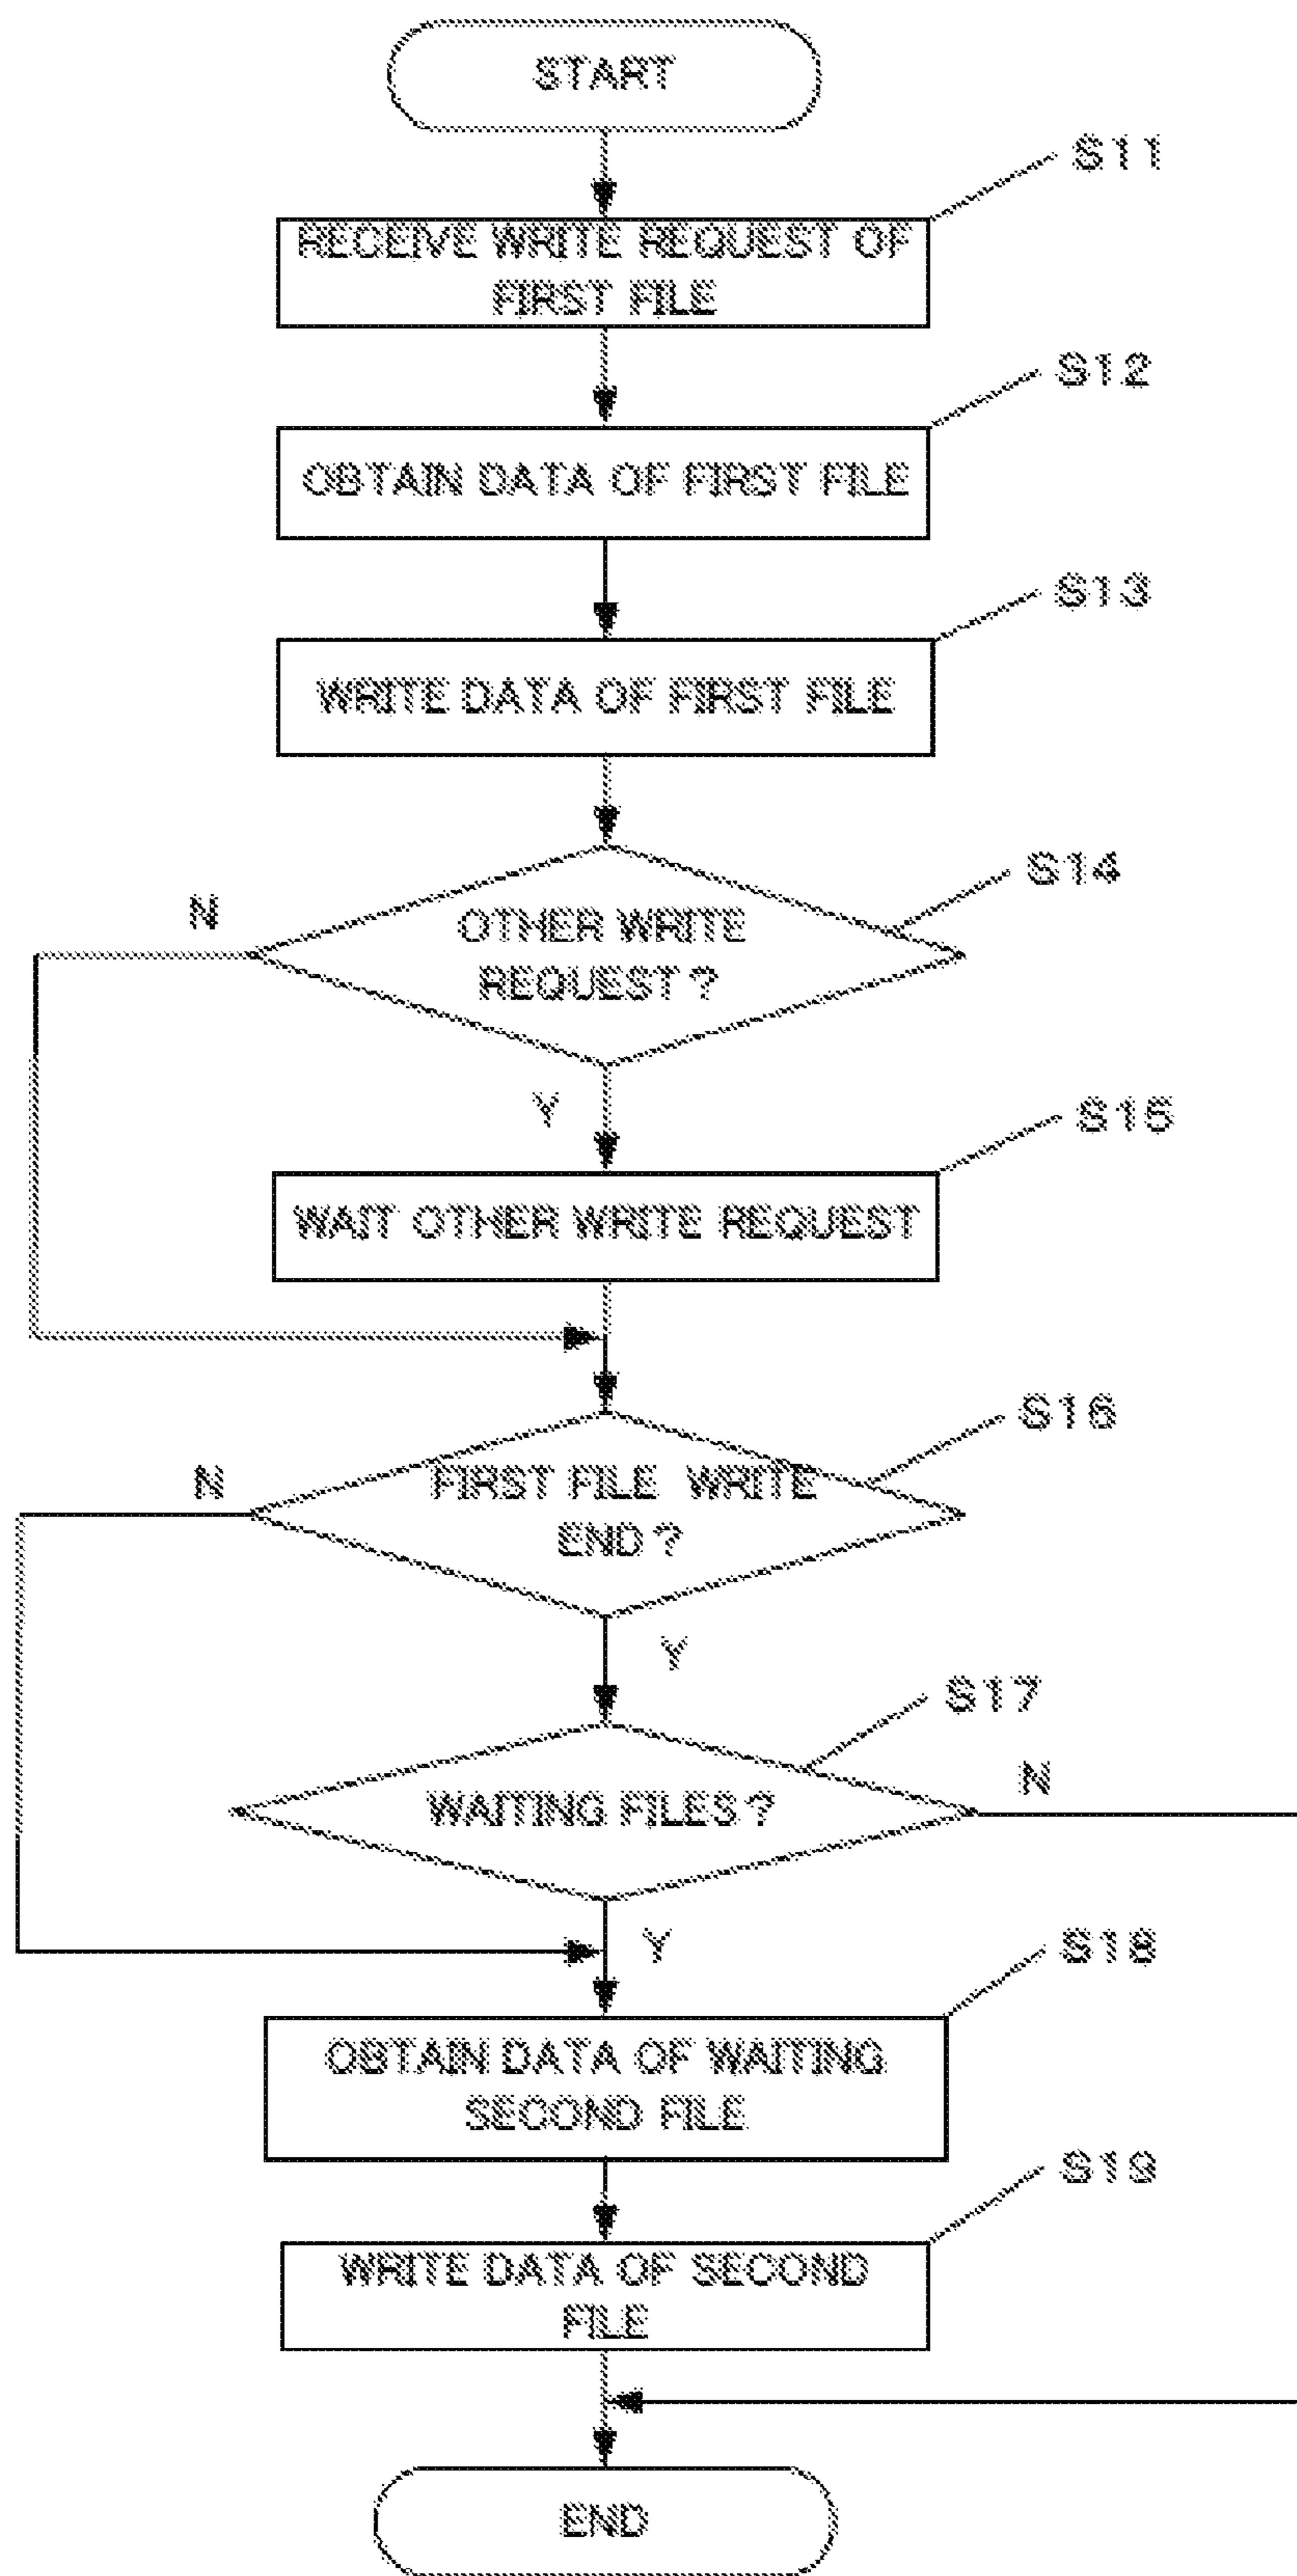 START
S11
RECEIVE WRITE REQUEST OF
FIRST FILE
S12
OBTAIN DATA OF FIRST FILE
S13
WRITE DATA OF FIRST FILE
S14
N
OTHER WRITE
REQUEST?
Y
S15
WAIT OTHER WRITE REQUEST
S16
N
FIRST FILE WRITE
END?
Y
S17
N
WAITING FILES?
Y
S18
OBTAIN DATA OF WAITING
SECOND FILE
S19
WRITE DATA OF SECOND
FILE
END